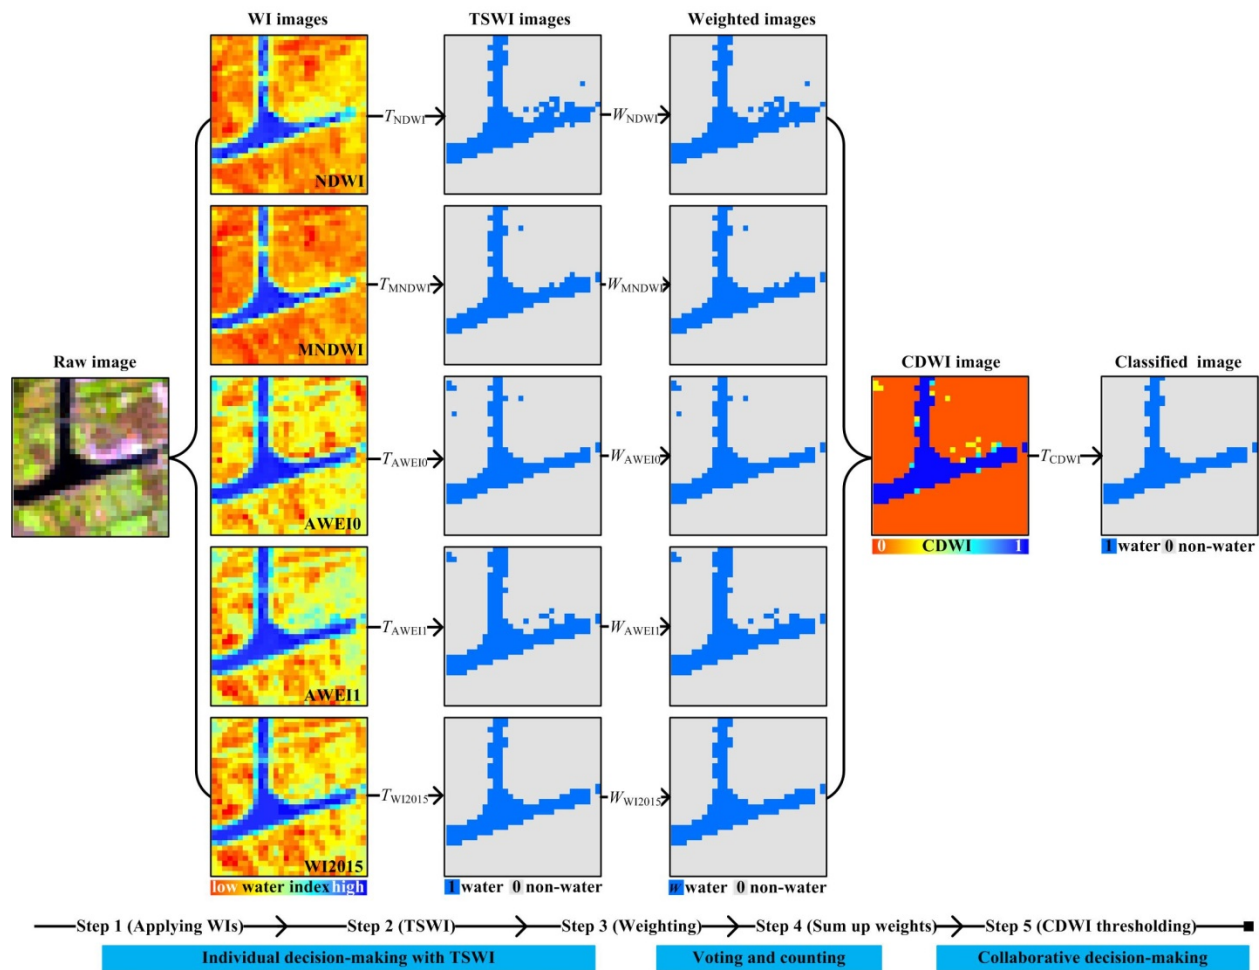 WI images
TSWI images
Weighted images
NDWI
T_NDWI
W_NDWI
MNDWI
T_MNDWI
W_MNDWI
Raw image
CDWI image
Classified image
AWEI0
T_AWEI0
W_AWEI0
T_CDWI
0 CDWI 1
1 water 0 non-water
AWEI1
T_AWEI1
W_AWEI1
WI2015
T_WI2015
W_WI2015
low water index high
1 water 0 non-water
w water 0 non-water
Step 1 (Applying WIs)
Step 2 (TSWI)
Step 3 (Weighting)
Step 4 (Sum up weights)
Step 5 (CDWI thresholding)
Individual decision-making with TSWI
Voting and counting
Collaborative decision-making